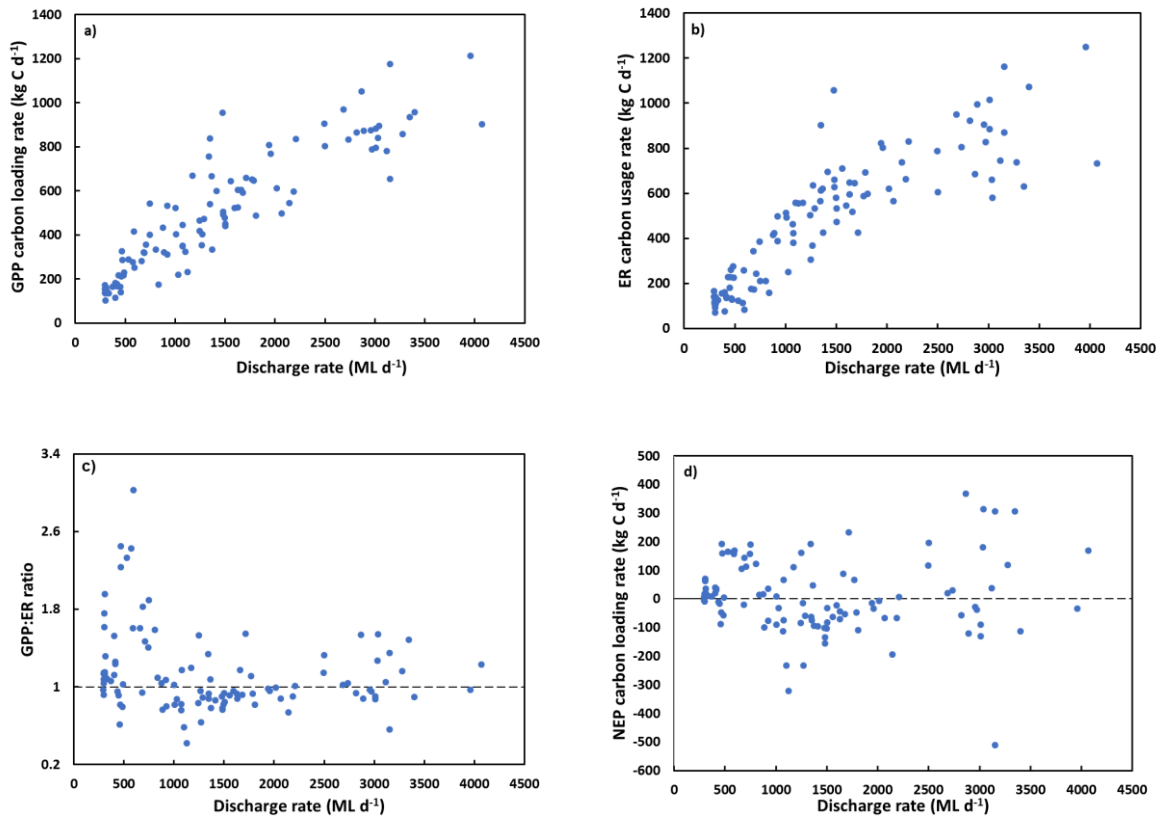 a)
GPP carbon loading rate (kg C d⁻¹)
1400
1200
1000
800
600
400
200
0
0 500 1000 1500 2000 2500 3000 3500 4000 4500
Discharge rate (ML d⁻¹)
b)
ER carbon usage rate (kg C d⁻¹)
1400
1200
1000
800
600
400
200
0
0 500 1000 1500 2000 2500 3000 3500 4000 4500
Discharge rate (ML d⁻¹)
c)
GPP:ER ratio
3.4
2.6
1.8
1
0.2
0 500 1000 1500 2000 2500 3000 3500 4000 4500
Discharge rate (ML d⁻¹)
d)
NEP carbon loading rate (kg C d⁻¹)
500
400
300
200
100
0
-100
-200
-300
-400
-500
-600
0 500 1000 1500 2000 2500 3000 3500 4000 4500
Discharge rate (ML d⁻¹)